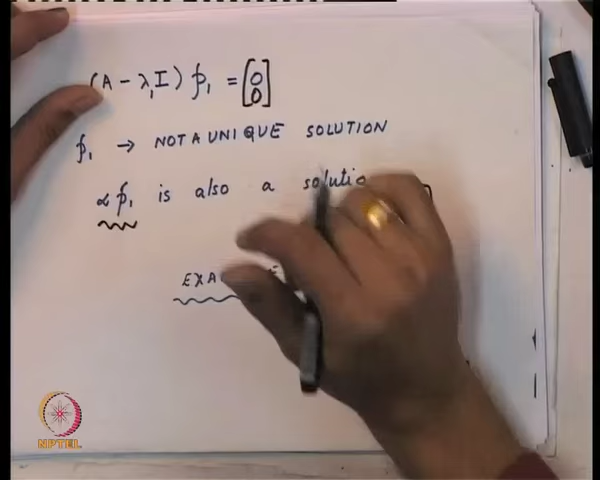 (A - λ₁I) p₁ = [0 0]
p₁ → NOT A UNIQUE SOLUTION
α p₁ is also a
NPTEL